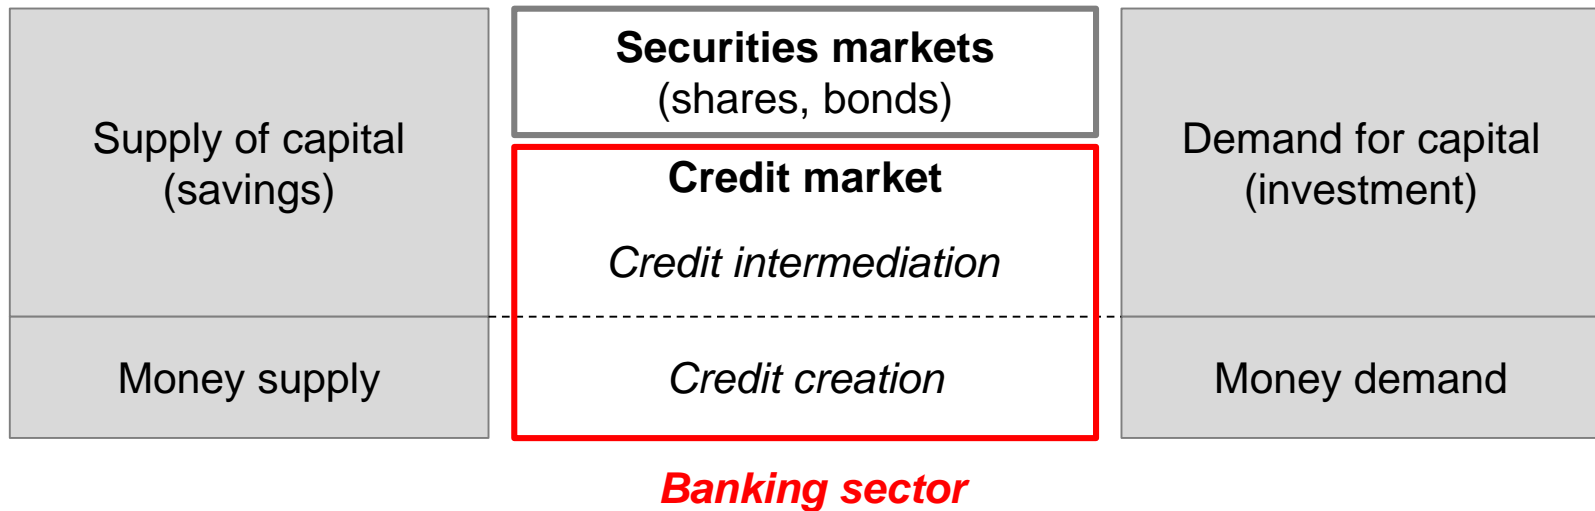 Supply of capital
(savings)
Money supply
Securities markets
(shares, bonds)
Credit market
Credit intermediation
Credit creation
Demand for capital
(investment)
Money demand
Banking sector